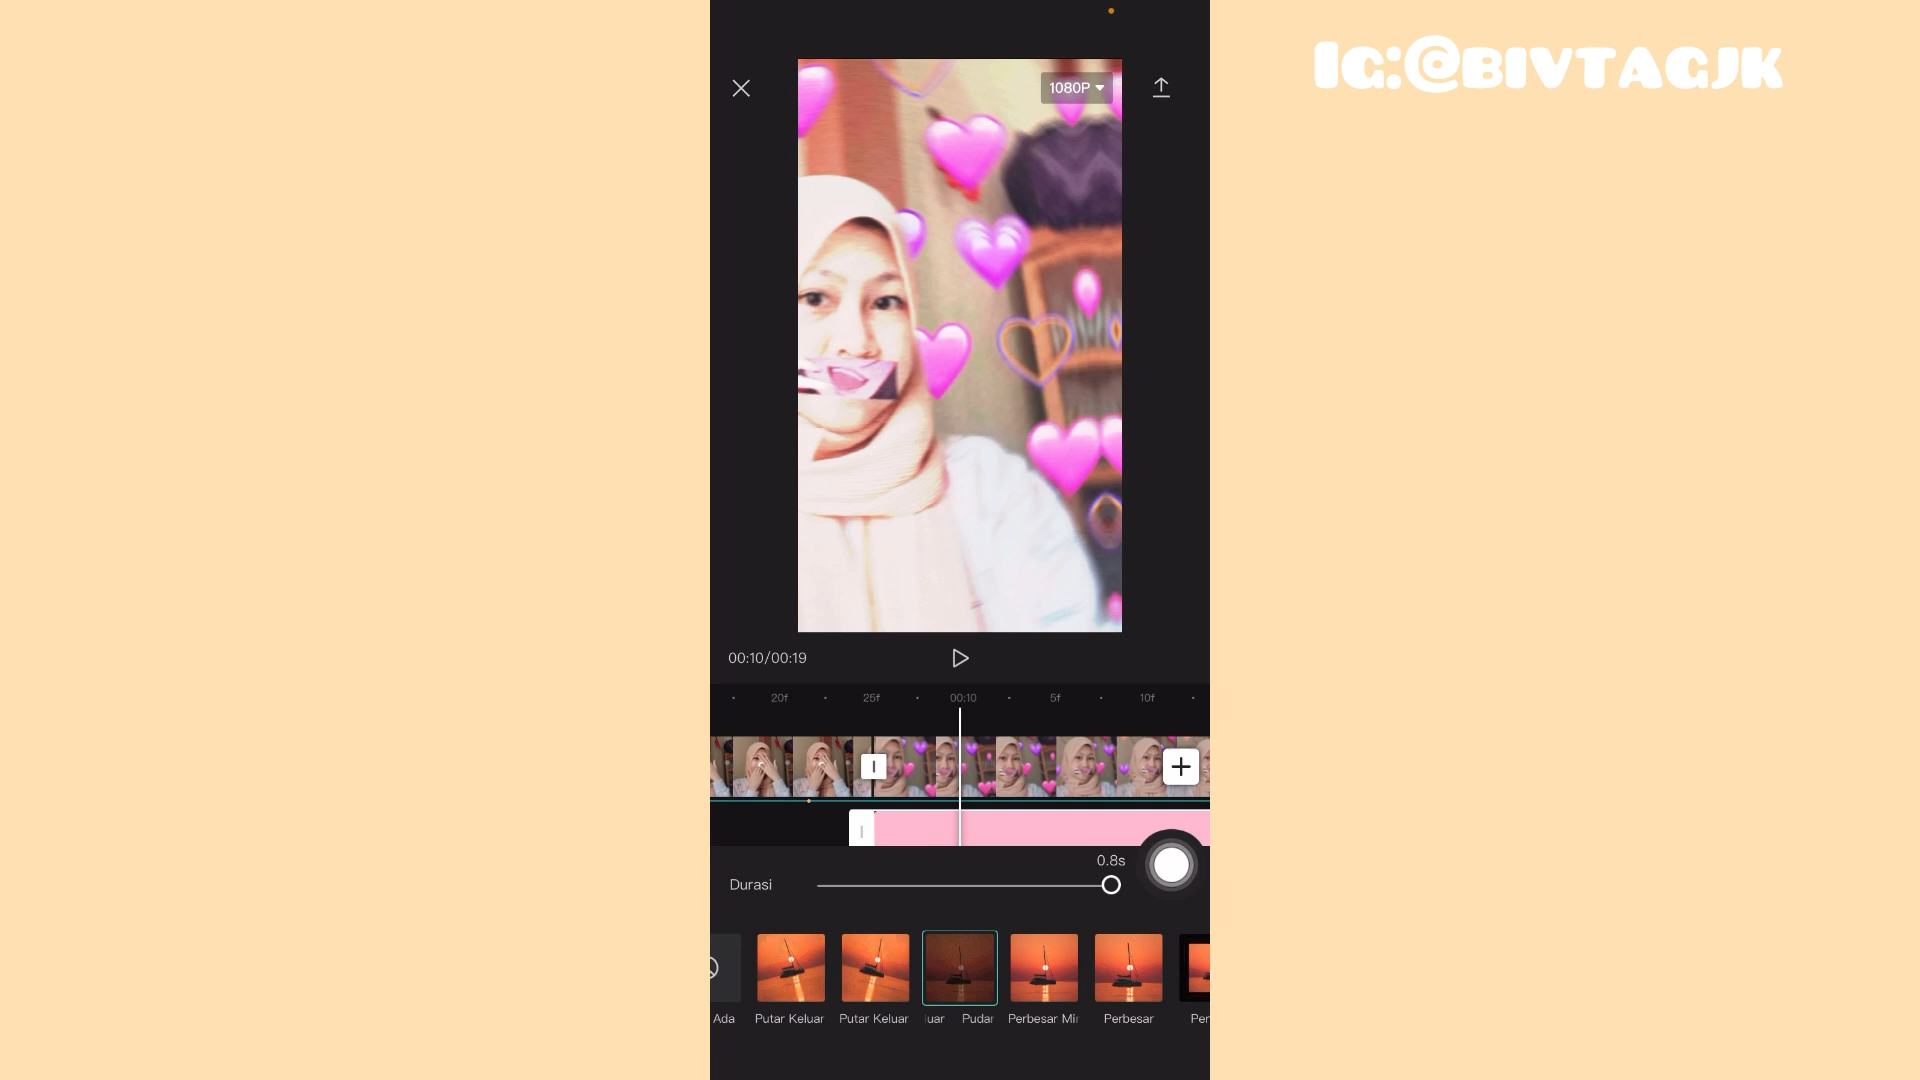 IG:@BIVTAGJK
1080P
00:10/00:19
20f 25f 00:10 5f 10f
0.8s
Durasi
Ada Putar Keluar Putar Keluar luar Pudar Perbesar Mi Perbesar Per